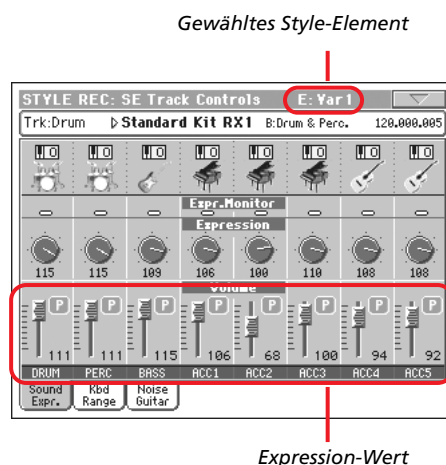 Gewähltes Style-Element
STYLE REC: SE Track Controls E: Var1
Trk:Drum Standard Kit RX1 B:Drum & Perc. 120.000.005
Expr.Monitor
Expression
115 115 109 106 100 110 108 108
Volume
P P P P P P P P
111 111 115 106 68 100 94 92
DRUM PERC BASS ACC1 ACC2 ACC3 ACC4 ACC5
Sound Expr. Kbd Range Noise Guitar
Expression-Wert